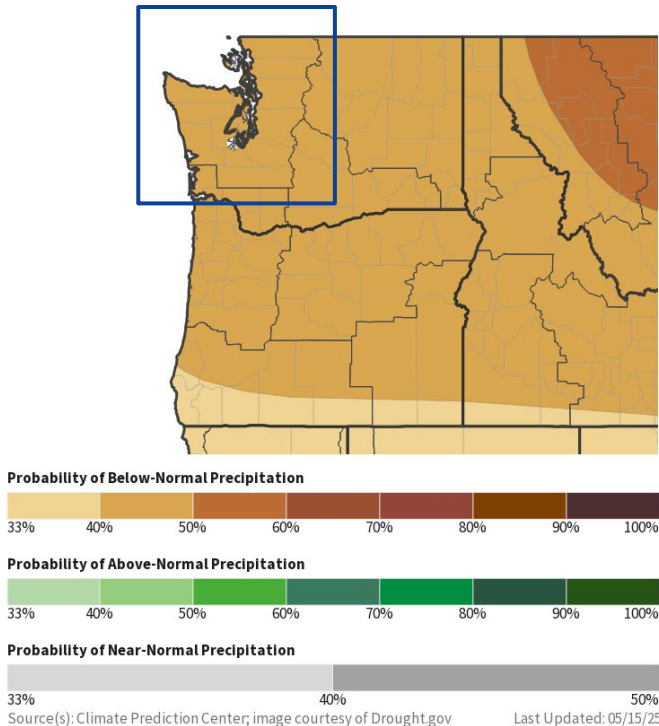 Probability of Below-Normal Precipitation
33% 40% 50% 60% 70% 80% 90% 100%
Probability of Above-Normal Precipitation
33% 40% 50% 60% 70% 80% 90% 100%
Probability of Near-Normal Precipitation
33% 40% 50%
Source(s): Climate Prediction Center; image courtesy of Drought.gov Last Updated: 05/15/25